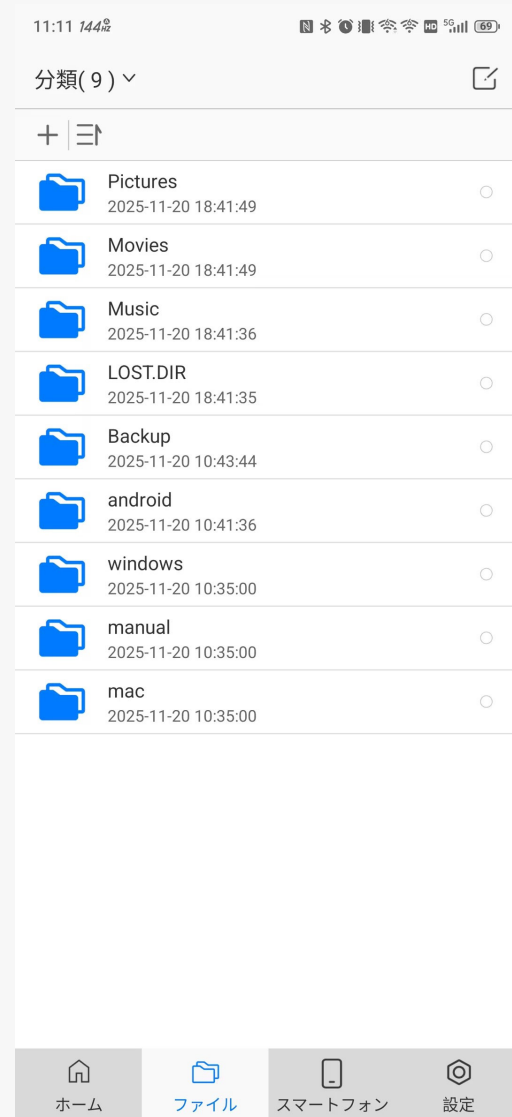 11:11 144Hz HD 5G 69
分類( 9 )
Pictures
2025-11-20 18:41:49
Movies
2025-11-20 18:41:49
Music
2025-11-20 18:41:36
LOST.DIR
2025-11-20 18:41:35
Backup
2025-11-20 10:43:44
android
2025-11-20 10:41:36
windows
2025-11-20 10:35:00
manual
2025-11-20 10:35:00
mac
2025-11-20 10:35:00
ホーム ファイル スマートフォン 設定